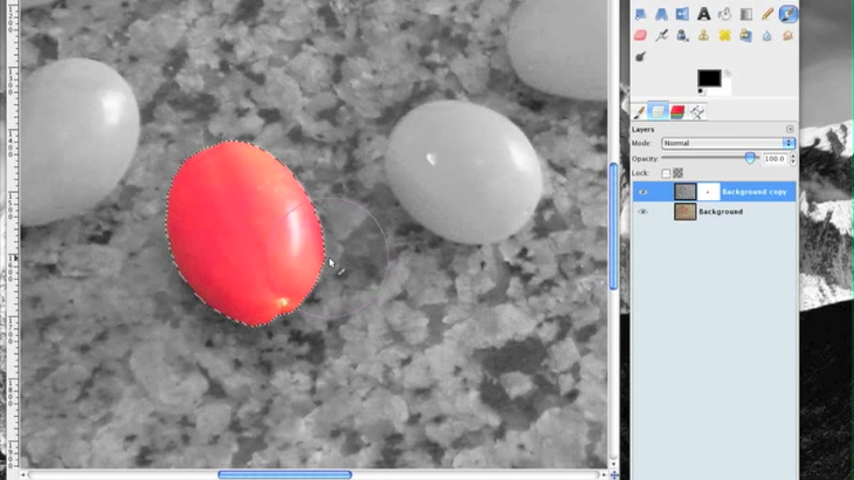 Layers
Mode: Normal
Opacity: 100.0
Lock:
Background copy
Background